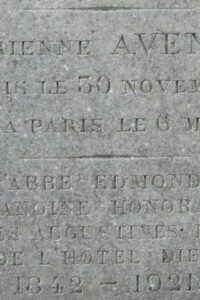 RIENNE AVEN
IS LE 30 NOVEM
A PARIS LE 6 M
'ABBE EDMOND
ANOINE HONOR
ES AUGUSTINES
DE L'HOTEL DIE
1842 - 1921